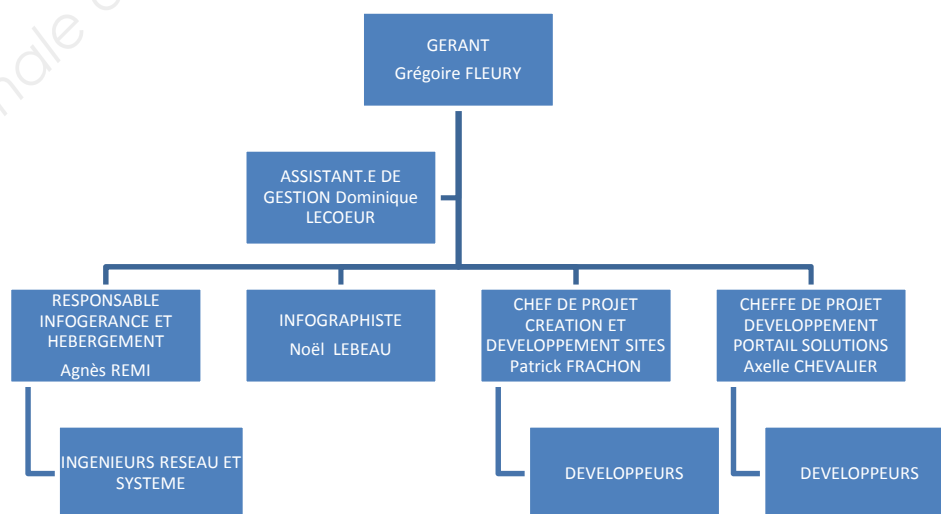 nale
GERANT
Grégoire FLEURY
ASSISTANT.E DE
GESTION Dominique
LECOEUR
RESPONSABLE
INFOGERANCE ET
HEBERGEMENT
Agnès REMI
INFOGRAPHISTE
Noël LEBEAU
CHEF DE PROJET
CREATION ET
DEVELOPPEMENT SITES
Patrick FRACHON
CHEFFE DE PROJET
DEVELOPPEMENT
PORTAIL SOLUTIONS
Axelle CHEVALIER
INGENIEURS RESEAU ET
SYSTEME
DEVELOPPEURS
DEVELOPPEURS